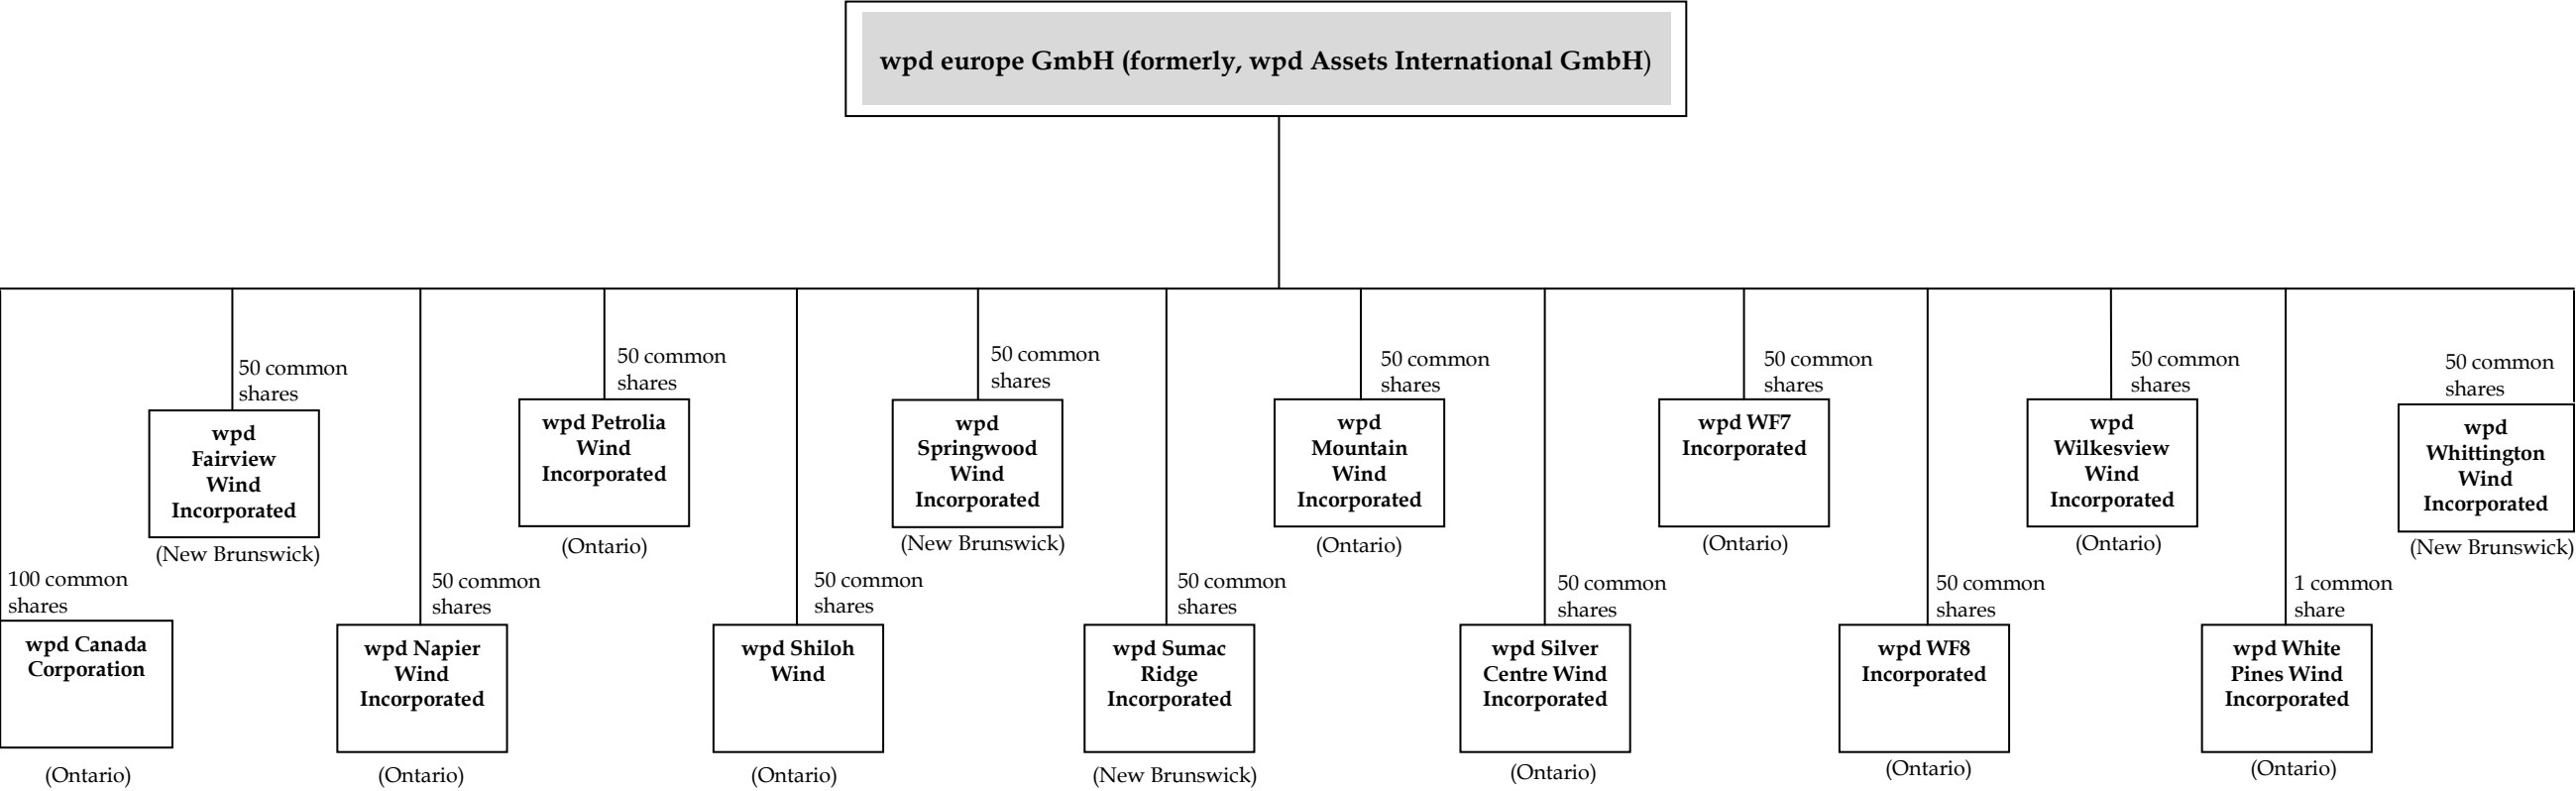 wpd europe GmbH (formerly, wpd Assets International GmbH)
50 common
shares
wpd
Fairview
Wind
Incorporated
(New Brunswick)
50 common
shares
wpd Petrolia
Wind
Incorporated
(Ontario)
50 common
shares
wpd
Springwood
Wind
Incorporated
(New Brunswick)
50 common
shares
wpd
Mountain
Wind
Incorporated
(Ontario)
50 common
shares
wpd WF7
Incorporated
(Ontario)
50 common
shares
wpd
Wilkesview
Wind
Incorporated
(Ontario)
50 common
shares
wpd
Whittington
Wind
Incorporated
(New Brunswick)
100 common
shares
wpd Canada
Corporation
(Ontario)
50 common
shares
wpd Napier
Wind
Incorporated
(Ontario)
50 common
shares
wpd Shiloh
Wind
(Ontario)
50 common
shares
wpd Sumac
Ridge
Incorporated
(New Brunswick)
50 common
shares
wpd Silver
Centre Wind
Incorporated
(Ontario)
50 common
shares
wpd WF8
Incorporated
(Ontario)
1 common
share
wpd White
Pines Wind
Incorporated
(Ontario)